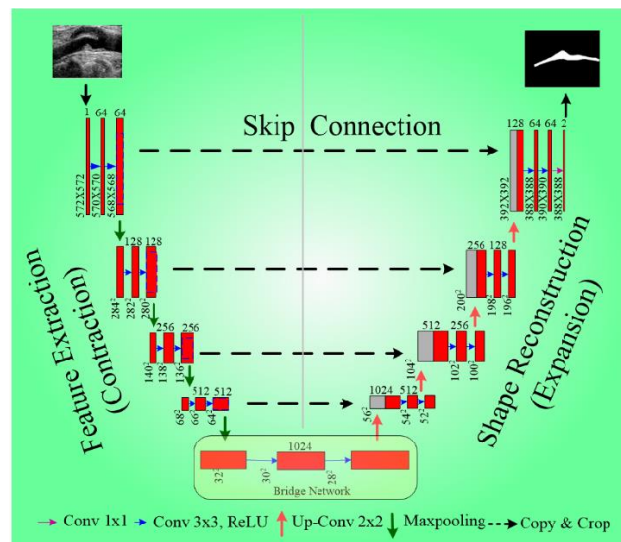 1 64 64
572X572
570X570
568X568
Skip Connection
128 64 64 2
392X392
388X388
390X390
388X388
128 128
284²
282²
280²
256 128
200²
198²
196²
Feature Extraction
(Contraction)
Shape Reconstruction
(Expansion)
256 256
140²
138²
136²
512 256
104²
102²
100²
512 512
68²
66²
64²
1024 512
56²
54²
52²
1024
32²
30²
28²
Bridge Network
Conv 1x1
Conv 3x3, ReLU
Up-Conv 2x2
Maxpooling
Copy & Crop